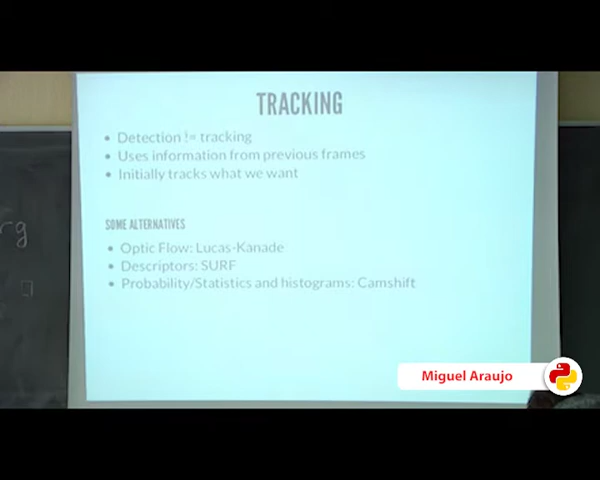 TRACKING
Detection != tracking
Uses information from previous frames
Initially tracks what we want
SOME ALTERNATIVES
Optic Flow: Lucas-Kanade
Descriptors: SURF
Probability/Statistics and histograms: Camshift
rg
Miguel Araujo